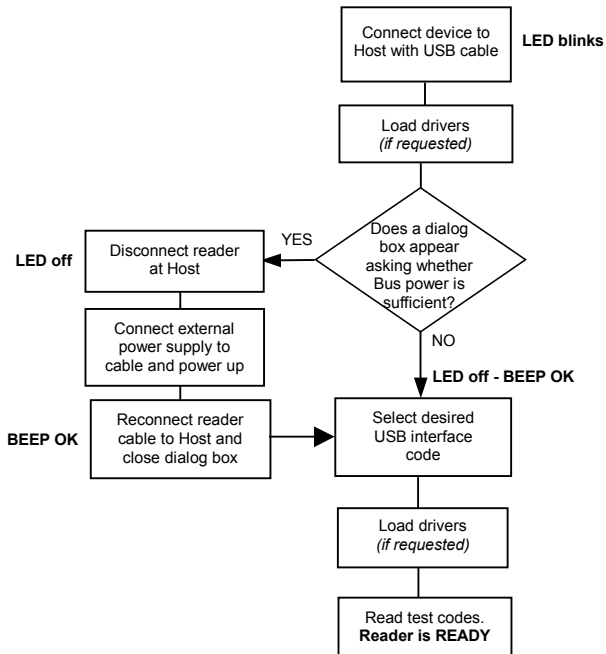 Connect device to
Host with USB cable
LED blinks
Load drivers
(if requested)
Does a dialog
box appear
asking whether
Bus power is
sufficient?
YES
Disconnect reader
at Host
LED off
Connect external
power supply to
cable and power up
Reconnect reader
cable to Host and
close dialog box
BEEP OK
NO
LED off - BEEP OK
Select desired
USB interface
code
Load drivers
(if requested)
Read test codes.
Reader is READY